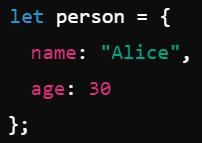 let person = {
  name: "Alice",
  age: 30
};